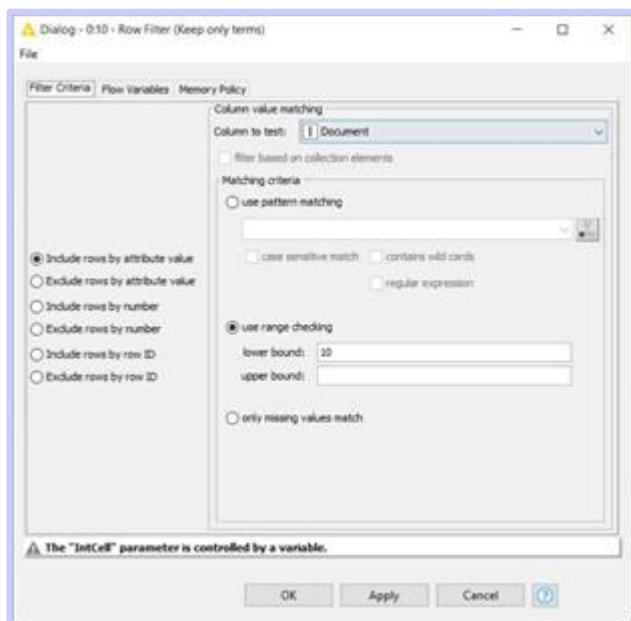 Dialog - 0:10 - Row Filter (Keep only terms)
File
Filter Criteria Flow Variables Memory Policy
Column value matching
Column to test: I Document
filter based on collection elements
Matching criteria
use pattern matching
case sensitive match contains wild cards
regular expression
Include rows by attribute value
Exclude rows by attribute value
Include rows by number
Exclude rows by number
Include rows by row ID
Exclude rows by row ID
use range checking
lower bound: 10
upper bound:
only missing values match
The "IntCell" parameter is controlled by a variable.
OK Apply Cancel ?